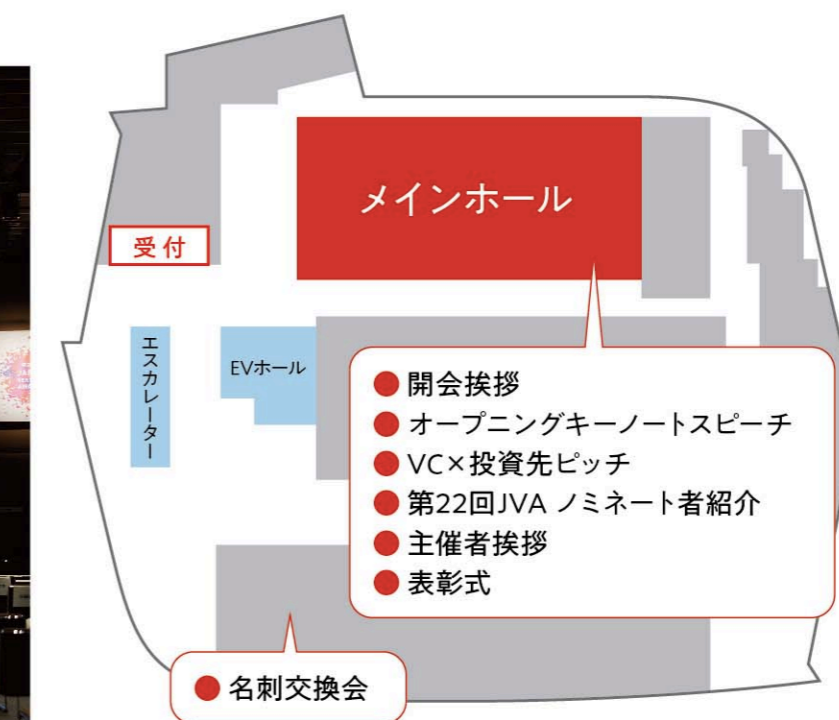 メインホール
受付
エスカレーター
EVホール
● 開会挨拶
● オープニングキーノートスピーチ
● VC×投資先ピッチ
● 第22回JVA ノミネート者紹介
● 主催者挨拶
● 表彰式
● 名刺交換会